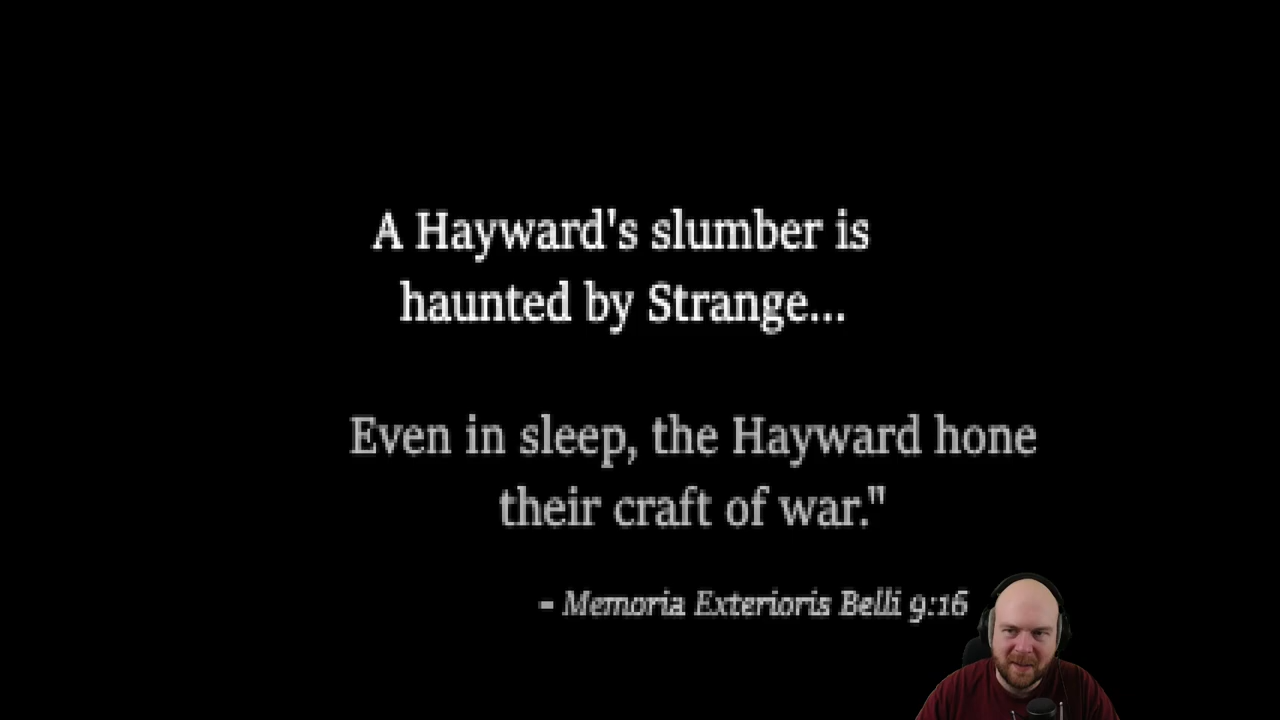 A Hayward's slumber is
haunted by Strange...
Even in sleep, the Hayward hone
their craft of war."
- Memoria Exterioris Belli 9:16